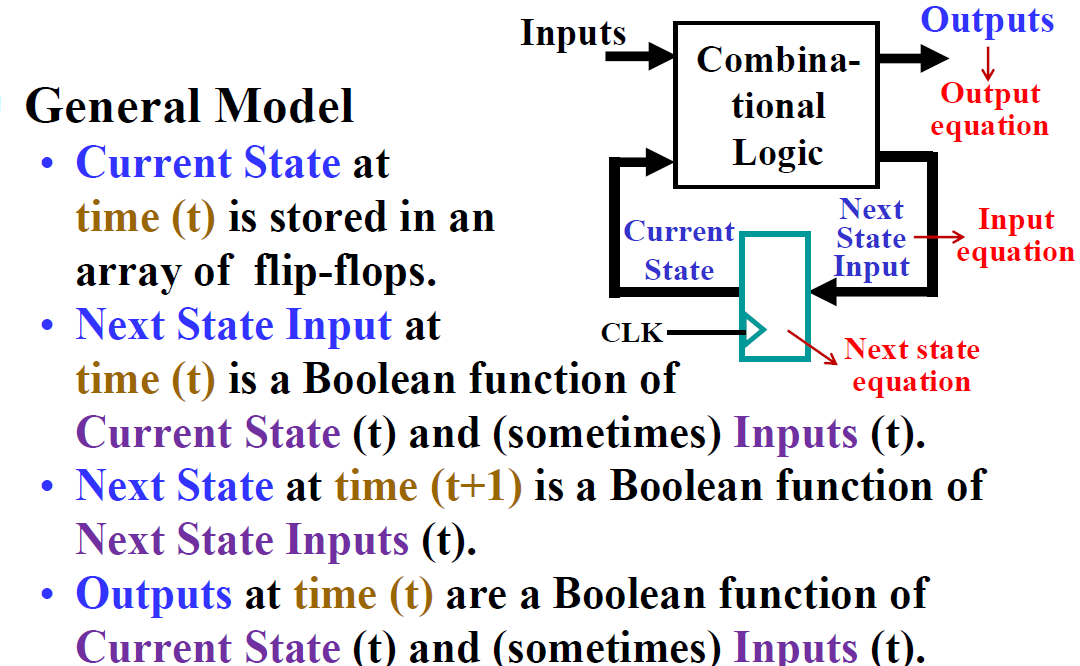 Inputs
Combina-
tional
Logic
Outputs
Output
equation
General Model
• Current State at
time (t) is stored in an
array of flip-flops.
Current
State
Next
State
Input
Input
equation
CLK
Next state
equation
• Next State Input at
time (t) is a Boolean function of
Current State (t) and (sometimes) Inputs (t).
• Next State at time (t+1) is a Boolean function of
Next State Inputs (t).
• Outputs at time (t) are a Boolean function of
Current State (t) and (sometimes) Inputs (t).